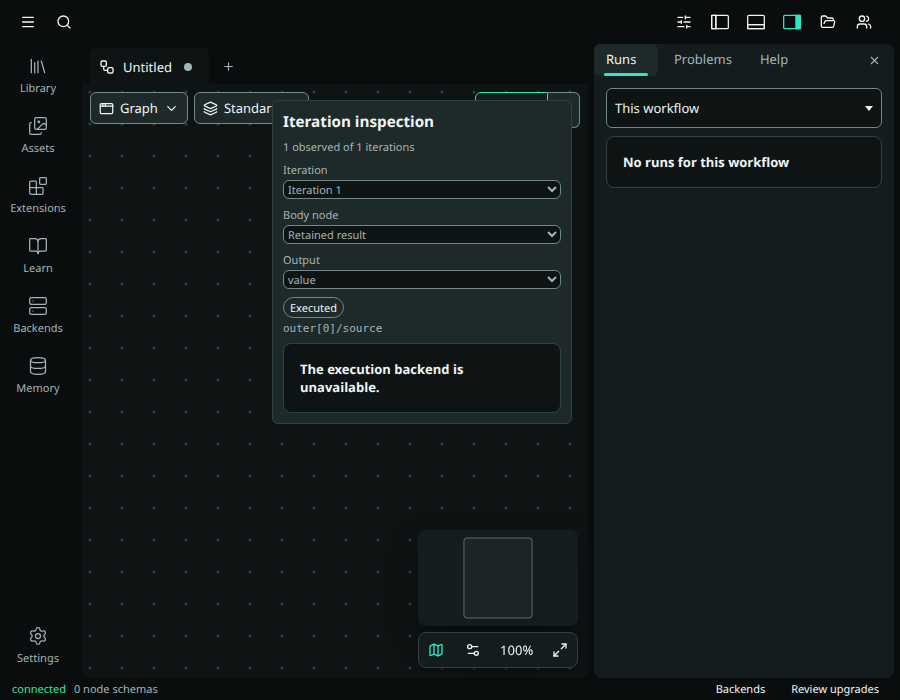 Library
Assets
Extensions
Learn
Backends
Memory
Settings
Untitled
Graph
Standar
Iteration inspection
1 observed of 1 iterations
Iteration
Iteration 1
Body node
Retained result
Output
value
Executed
outer[0]/source
The execution backend is
unavailable.
100%
Runs Problems Help
This workflow
No runs for this workflow
connected 0 node schemas
Backends Review upgrades